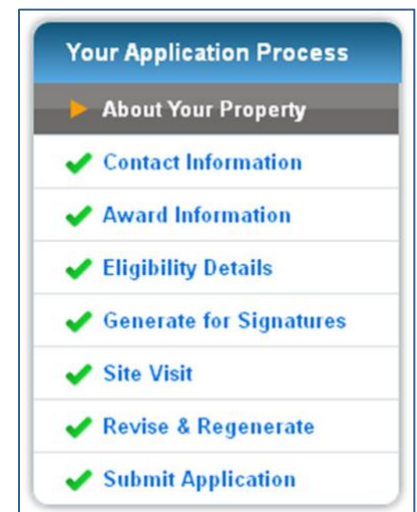 Your Application Process
About Your Property
Contact Information
Award Information
Eligibility Details
Generate for Signatures
Site Visit
Revise & Regenerate
Submit Application